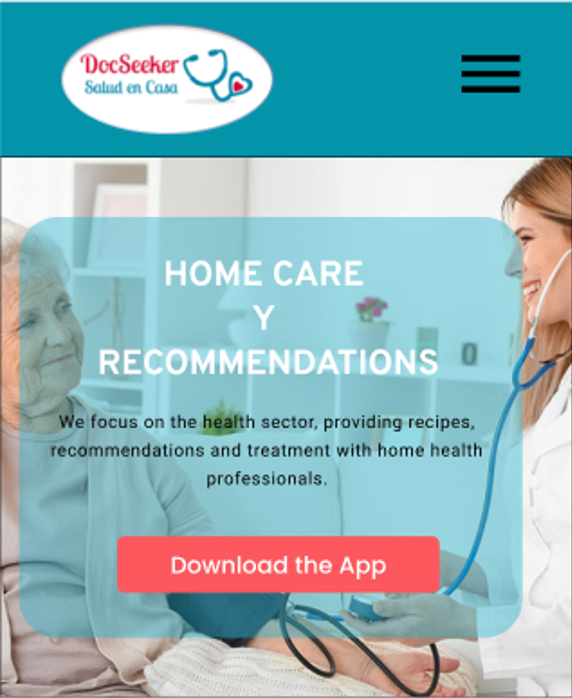 DocSeeker
Salud en Casa
HOME CARE
Y
RECOMMENDATIONS
We focus on the health sector, providing recipes,
recommendations and treatment with home health
professionals.
Download the App